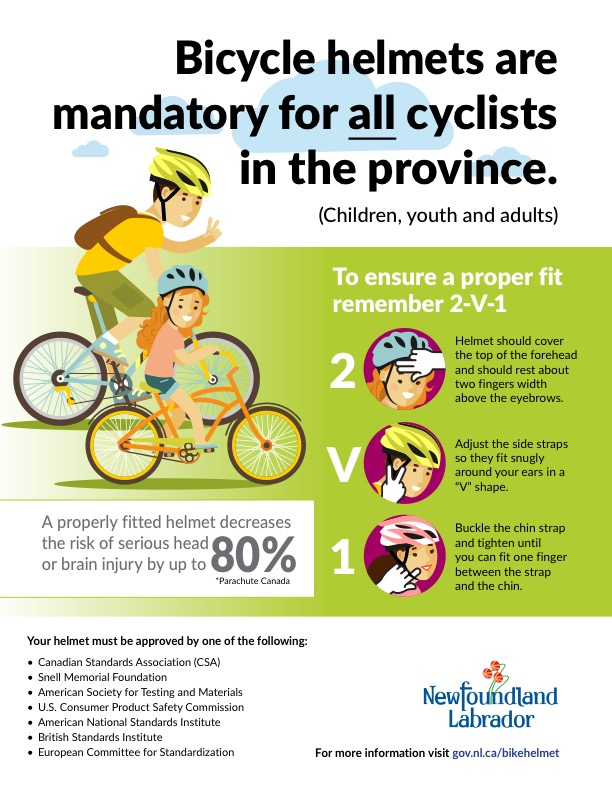 Bicycle helmets are
mandatory for all cyclists
in the province.
(Children, youth and adults)
To ensure a proper fit
remember 2-V-1
2
Helmet should cover
the top of the forehead
and should rest about
two fingers width
above the eyebrows.
V
Adjust the side straps
so they fit snugly
around your ears in a
“V” shape.
1
Buckle the chin strap
and tighten until
you can fit one finger
between the strap
and the chin.
A properly fitted helmet decreases
the risk of serious head
or brain injury by up to 80%
*Parachute Canada
Your helmet must be approved by one of the following:
• Canadian Standards Association (CSA)
• Snell Memorial Foundation
• American Society for Testing and Materials
• U.S. Consumer Product Safety Commission
• American National Standards Institute
• British Standards Institute
• European Committee for Standardization
Newfoundland
Labrador
For more information visit gov.nl.ca/bikehelmet